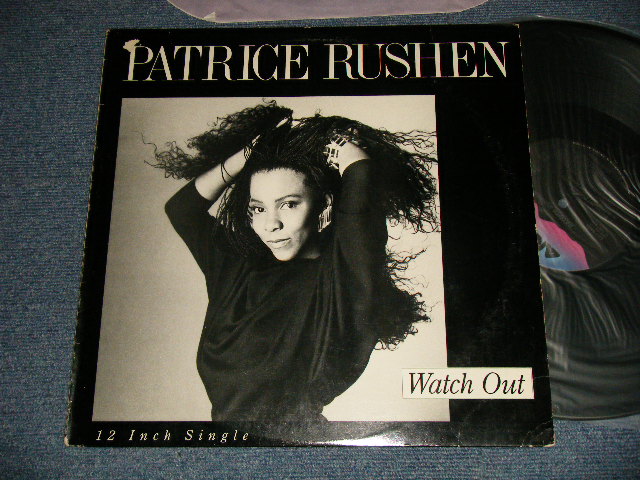 PATRICE RUSHEN
Watch Out
12 Inch Single